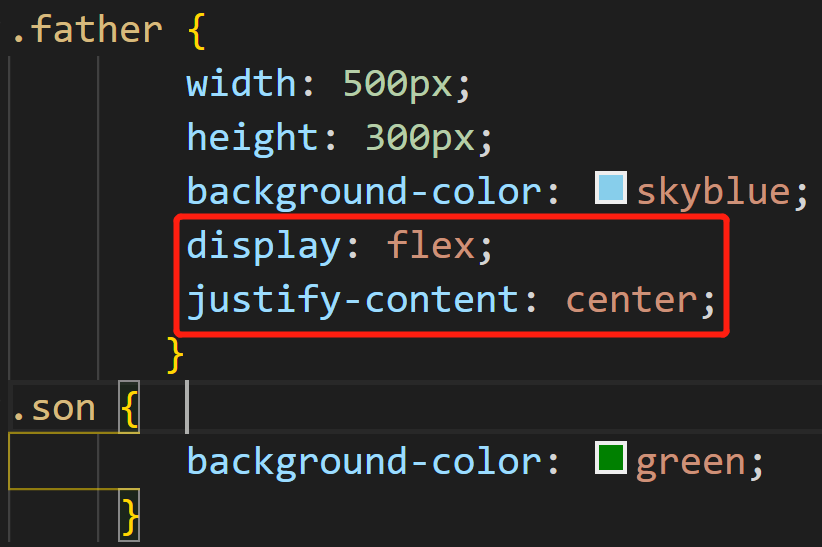 .father {
width: 500px;
height: 300px;
background-color: skyblue;
display: flex;
justify-content: center;
}
.son {
background-color: green;
}